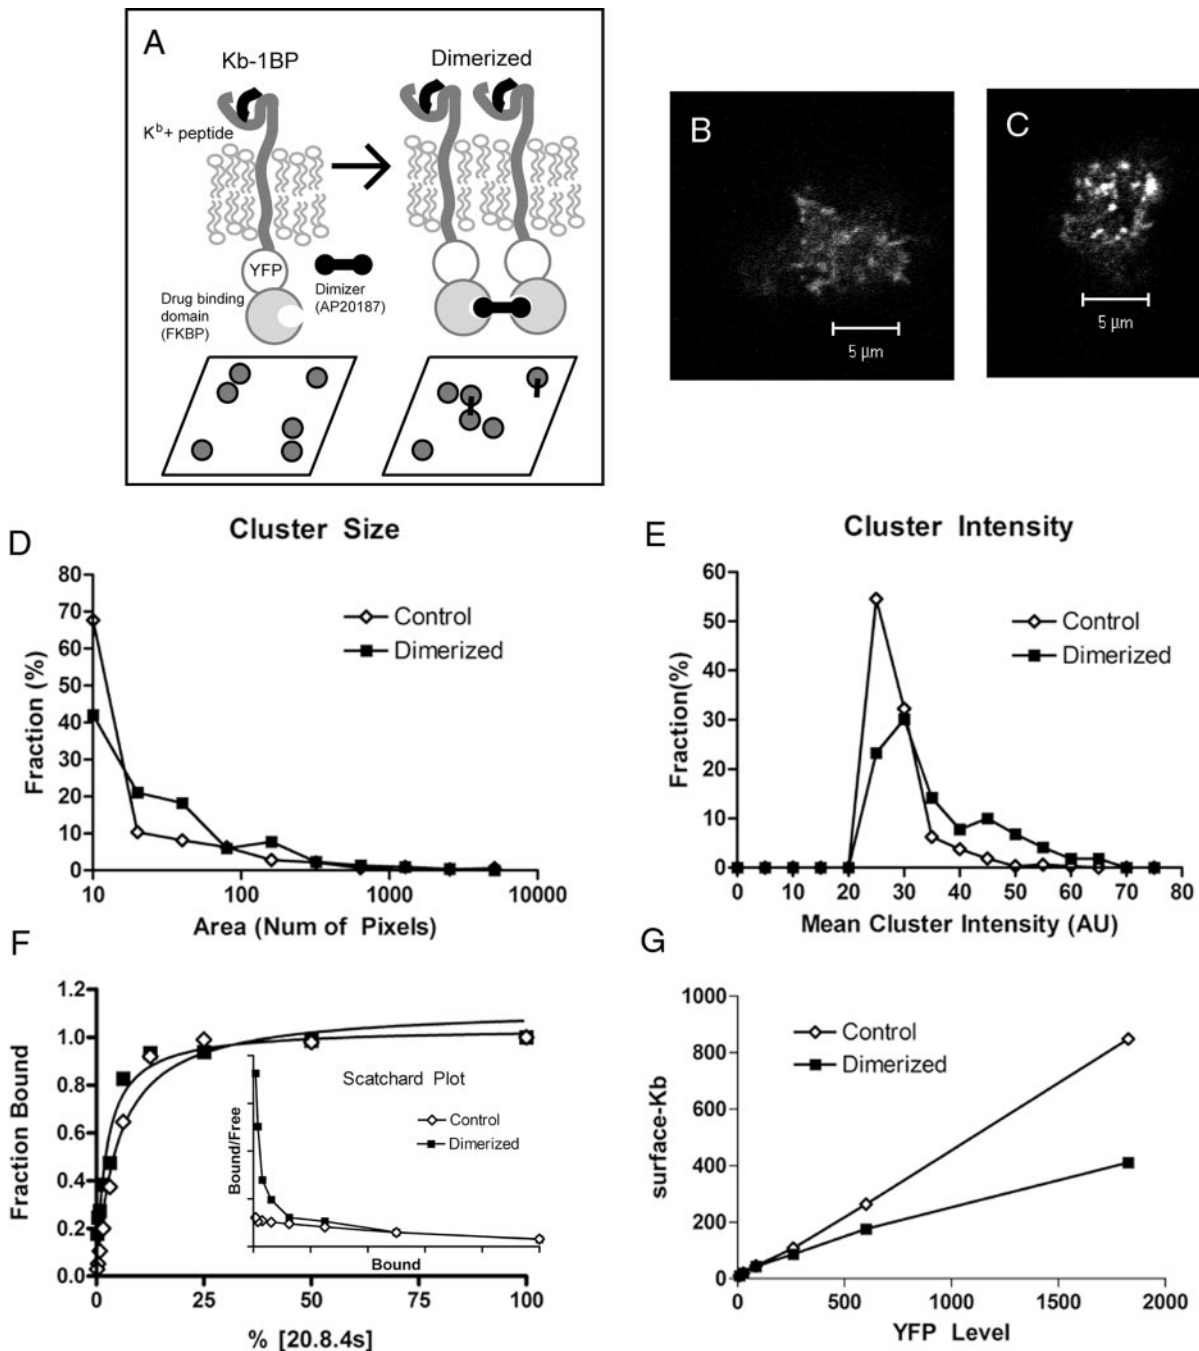 A
Kb-1BP
Dimerized
Kᵇ+ peptide
YFP
Dimizer
(AP20187)
Drug binding
domain
(FKBP)
B
5 µm
C
5 µm
D
Cluster Size
80
70
60
50
40
30
20
10
0
Fraction (%)
Control
Dimerized
10
100
1000
10000
Area (Num of Pixels)
E
Cluster Intensity
60
50
40
30
20
10
0
Fraction(%)
Control
Dimerized
0 10 20 30 40 50 60 70 80
Mean Cluster Intensity (AU)
F
1.2
1.0
0.8
0.6
0.4
0.2
0.0
Fraction Bound
Scatchard Plot
Control
Dimerized
Bound/Free
Bound
0 25 50 75 100
% [20.8.4s]
G
1000
800
600
400
200
0
surface-Kb
Control
Dimerized
0 500 1000 1500 2000
YFP Level